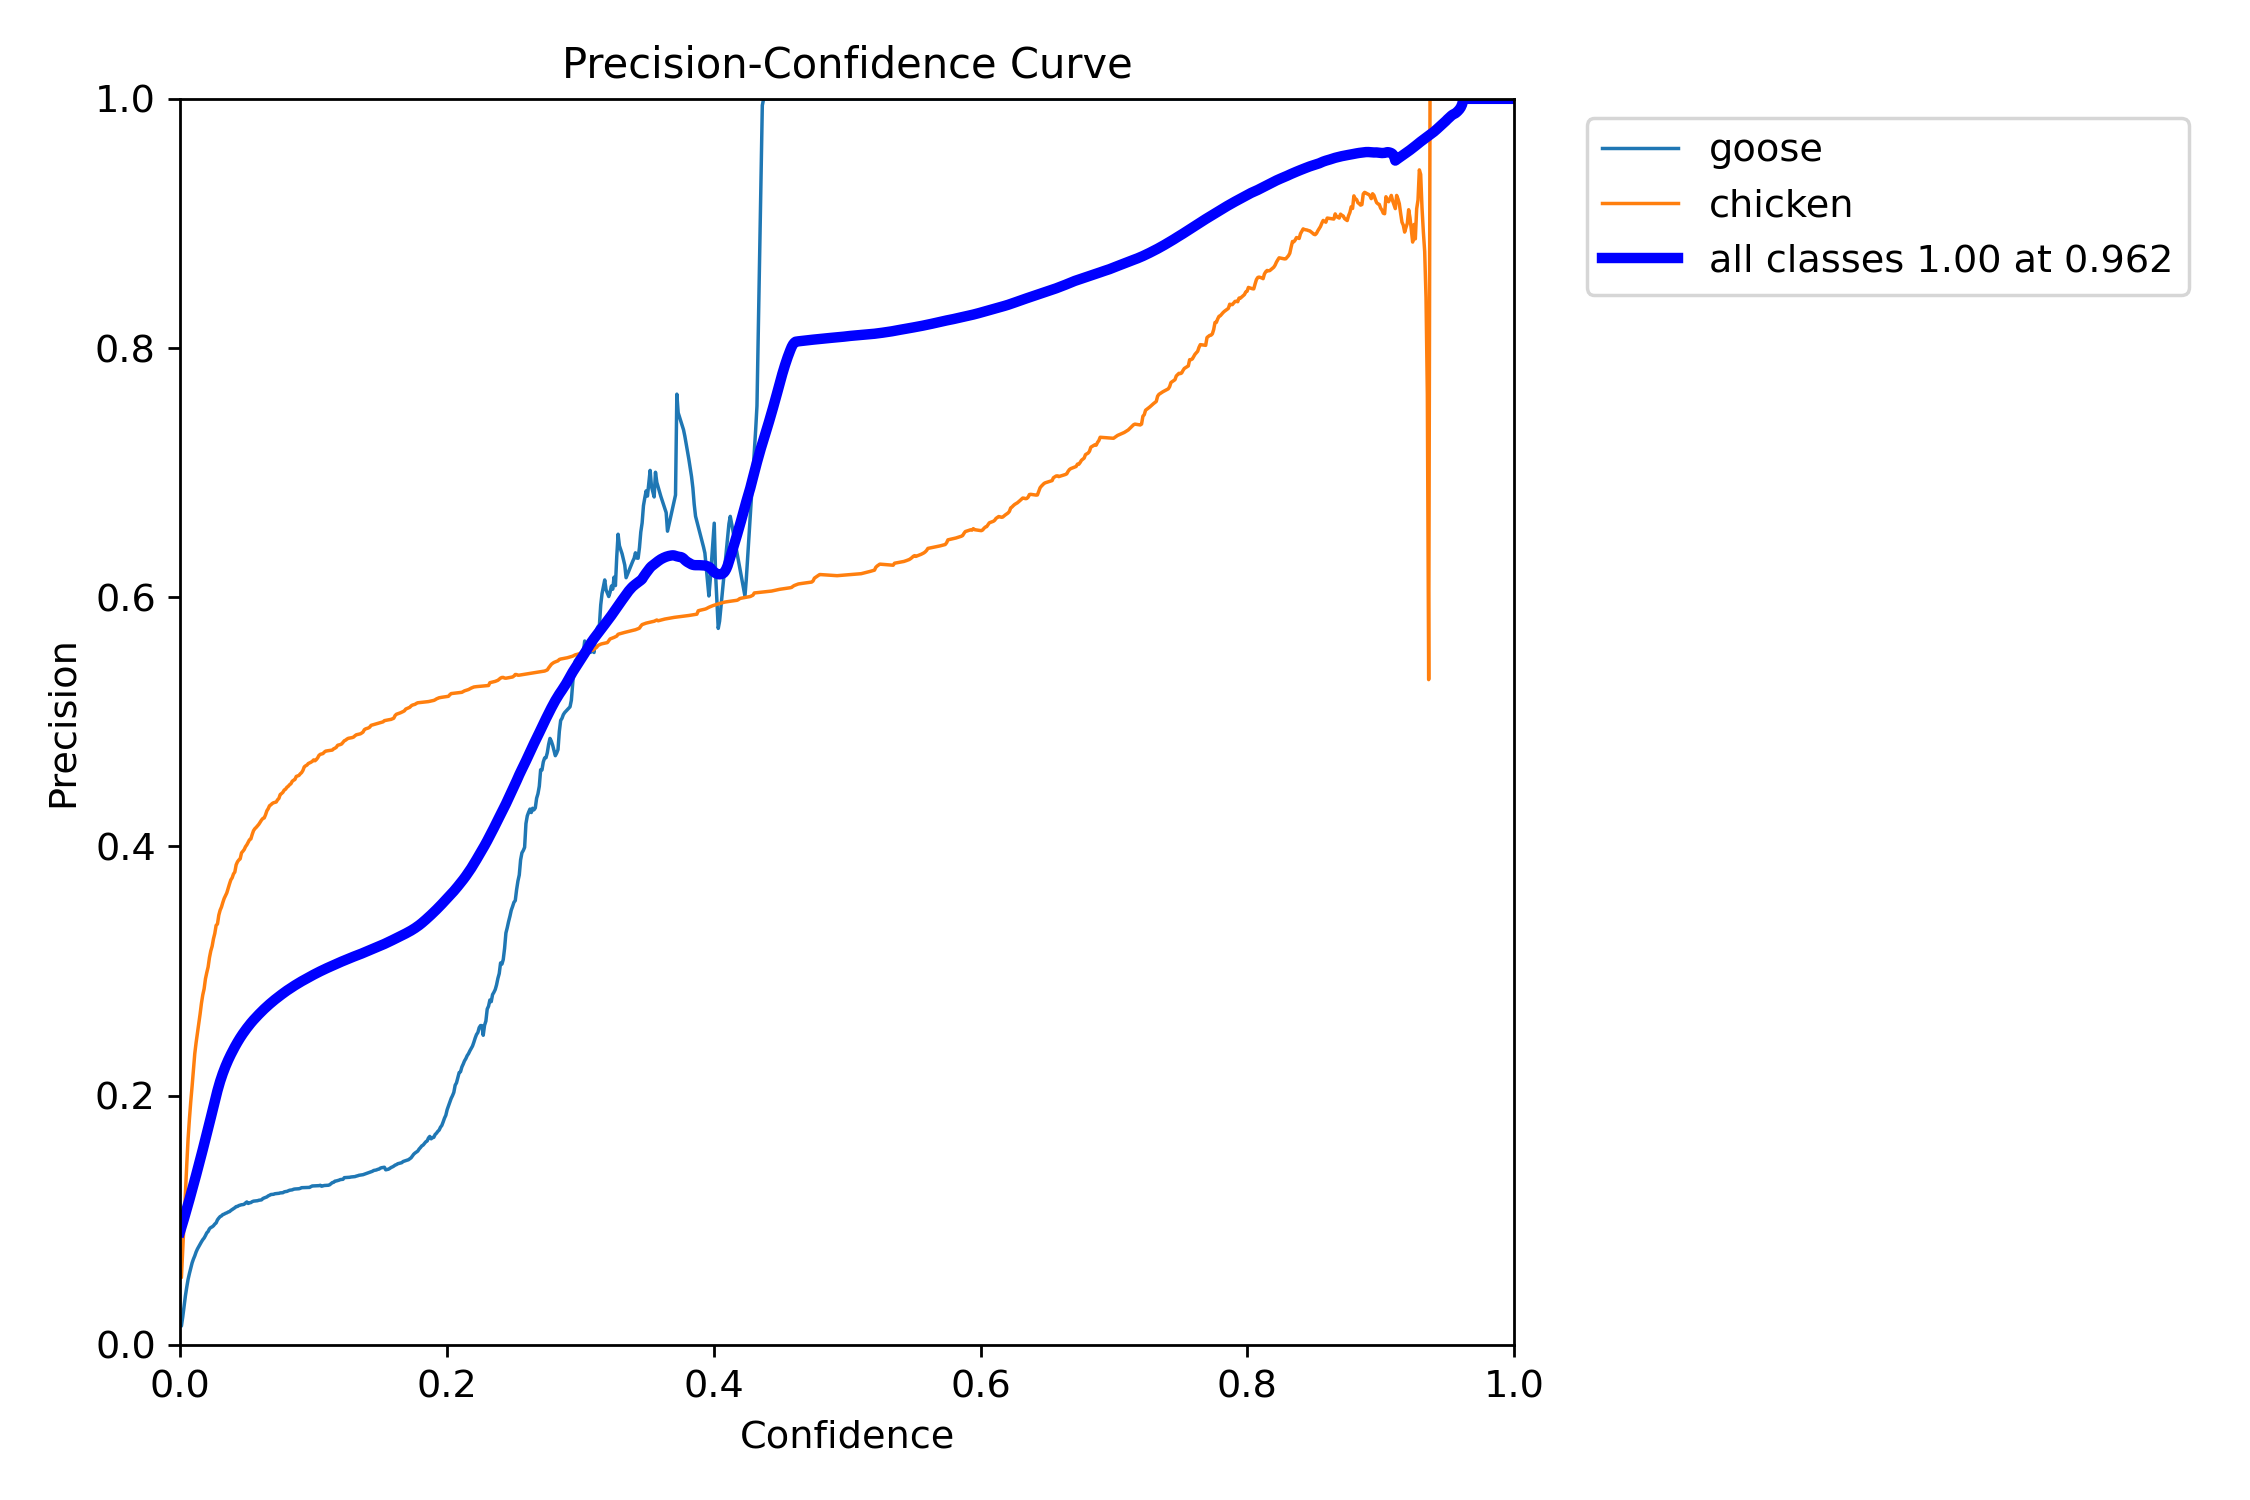 Precision-Confidence Curve
1.0
0.8
0.6
0.4
0.2
0.0
Precision
0.0 0.2 0.4 0.6 0.8 1.0
Confidence
goose
chicken
all classes 1.00 at 0.962